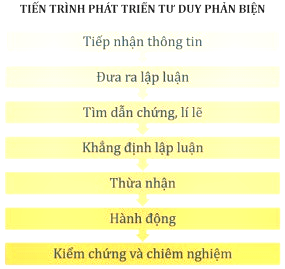 TIẾN TRÌNH PHÁT TRIỂN TƯ DUY PHẢN BIỆN
Tiếp nhận thông tin
Đưa ra lập luận
Tìm dẫn chứng, lí lẽ
Khẳng định lập luận
Thừa nhận
Hành động
Kiểm chứng và chiêm nghiệm